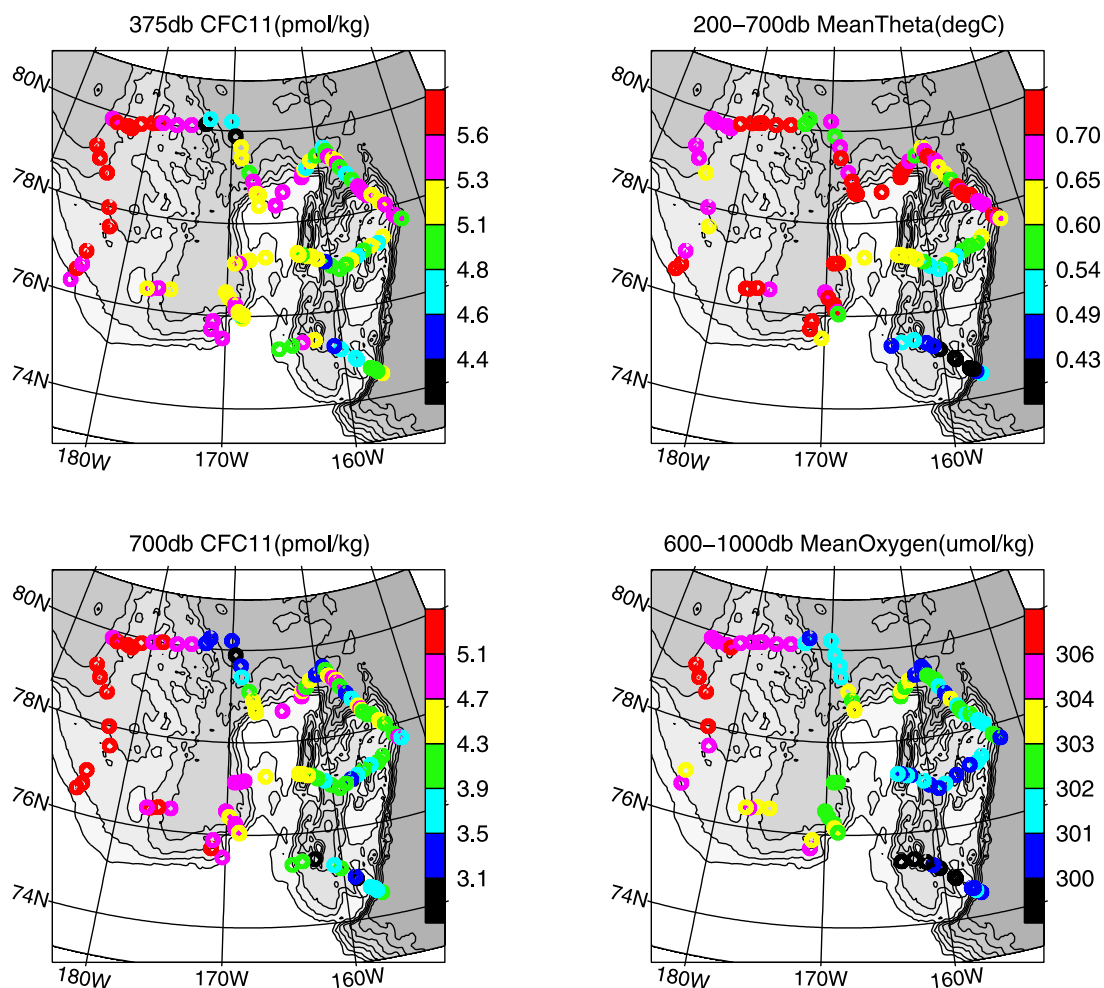 375db CFC11(pmol/kg)
80N
78N
76N
74N
180W
170W
160W
5.6
5.3
5.1
4.8
4.6
4.4
200−700db MeanTheta(degC)
80N
78N
76N
74N
180W
170W
160W
0.70
0.65
0.60
0.54
0.49
0.43
700db CFC11(pmol/kg)
80N
78N
76N
74N
180W
170W
160W
5.1
4.7
4.3
3.9
3.5
3.1
600−1000db MeanOxygen(umol/kg)
80N
78N
76N
74N
180W
170W
160W
306
304
303
302
301
300